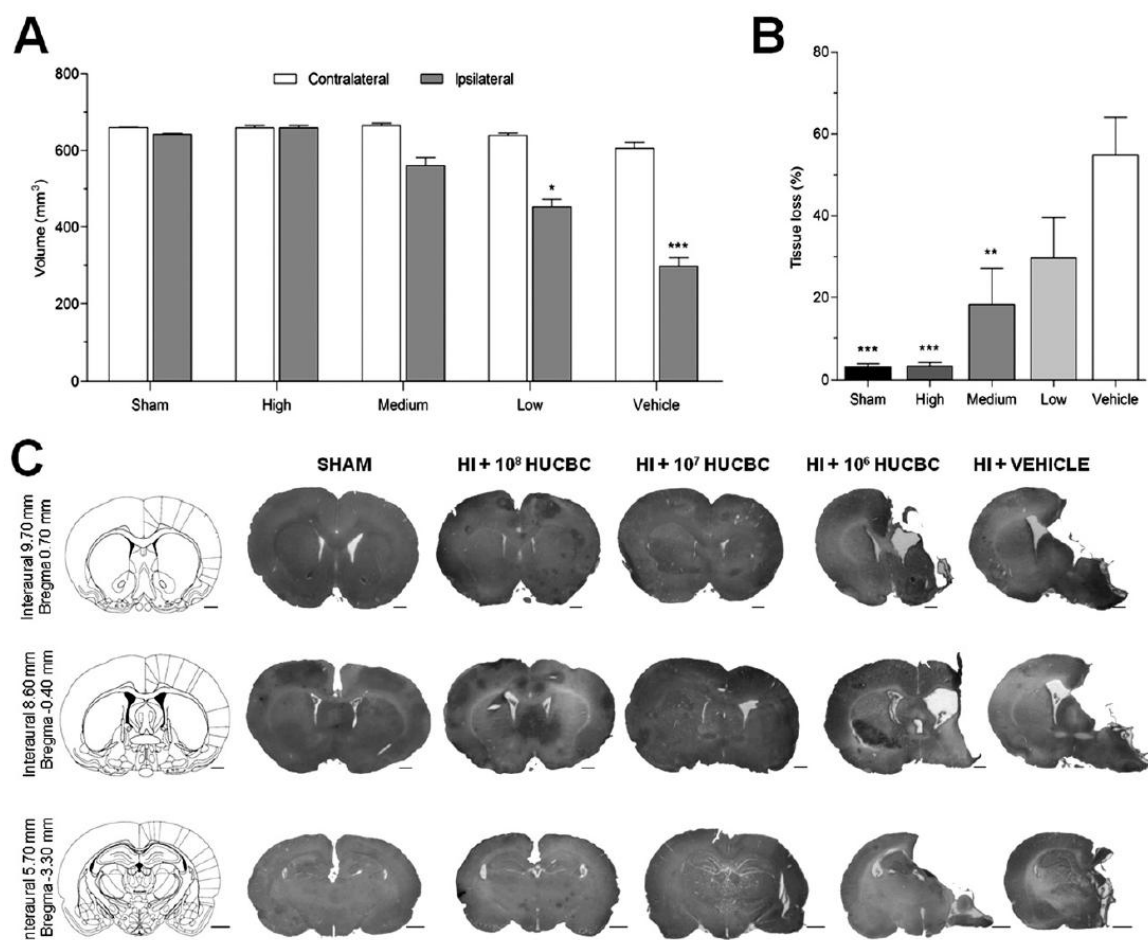 A
Contralateral
Ipsilateral
Volume (mm³)
800
600
400
200
0
*
***
Sham
High
Medium
Low
Vehicle
B
Tissue loss (%)
80
60
40
20
0
***
***
**
Sham
High
Medium
Low
Vehicle
C
SHAM
HI + 10⁸ HUCBC
HI + 10⁷ HUCBC
HI + 10⁶ HUCBC
HI + VEHICLE
Interaural 9.70 mm
Bregma 0.70 mm
Interaural 8.60 mm
Bregma-0.40 mm
nteraural 5.70 mm
Bregma-3.30 mm